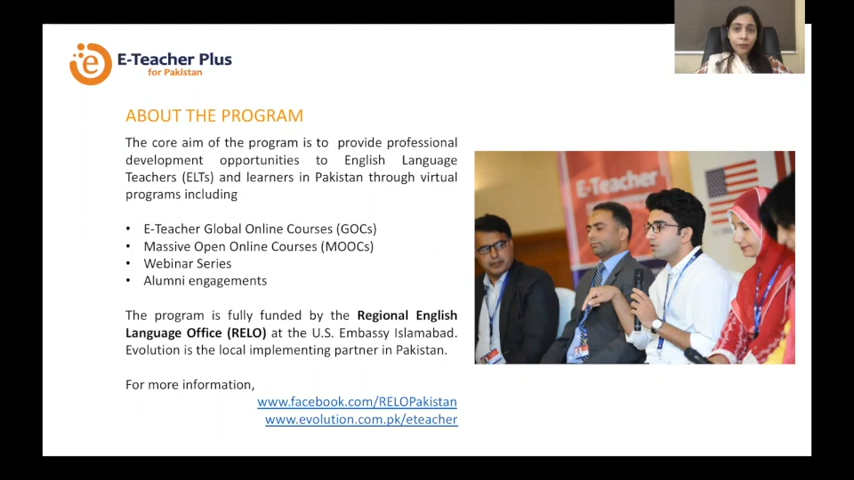 E-Teacher Plus
for Pakistan
ABOUT THE PROGRAM
The core aim of the program is to provide professional
development opportunities to English Language
Teachers (ELTs) and learners in Pakistan through virtual
programs including
• E-Teacher Global Online Courses (GOCs)
• Massive Open Online Courses (MOOCs)
• Webinar Series
• Alumni engagements
The program is fully funded by the Regional English
Language Office (RELO) at the U.S. Embassy Islamabad.
Evolution is the local implementing partner in Pakistan.
For more information,
www.facebook.com/RELOPakistan
www.evolution.com.pk/eteacher
E-Teacher